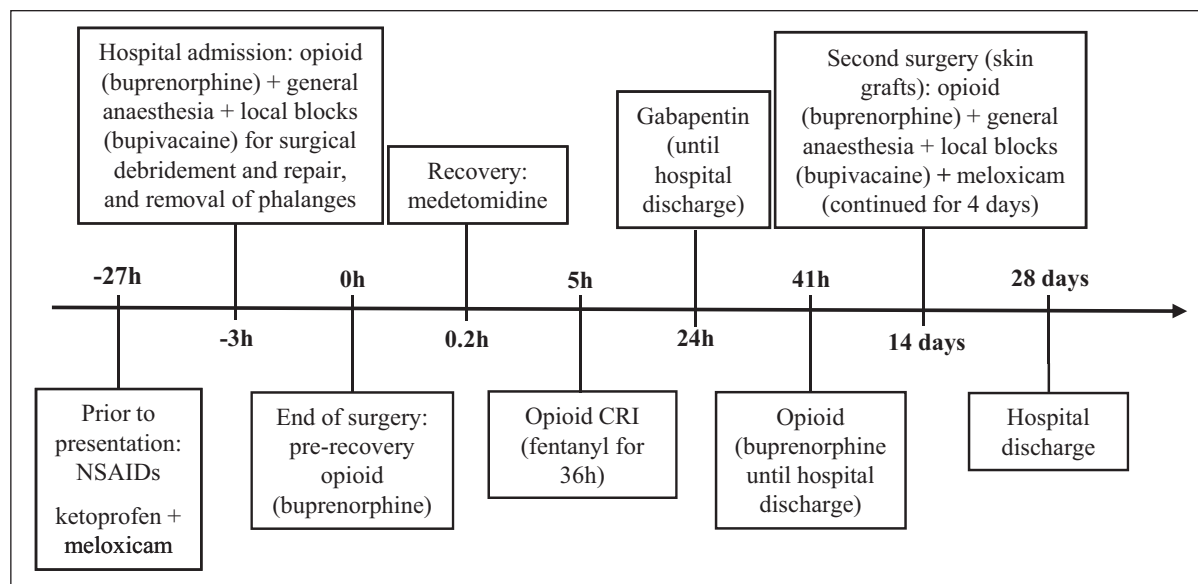 Hospital admission: opioid
(buprenorphine) + general
anaesthesia + local blocks
(bupivacaine) for surgical
debridement and repair,
and removal of phalanges
Recovery:
medetomidine
Gabapentin
(until
hospital
discharge)
Second surgery (skin
grafts): opioid
(buprenorphine) + general
anaesthesia + local blocks
(bupivacaine) + meloxicam
(continued for 4 days)
-27h
0h
5h
41h
28 days
-3h
0.2h
24h
14 days
Prior to
presentation:
NSAIDs
ketoprofen +
meloxicam
End of surgery:
pre-recovery
opioid
(buprenorphine)
Opioid CRI
(fentanyl for
36h)
Opioid
(buprenorphine
until hospital
discharge)
Hospital
discharge